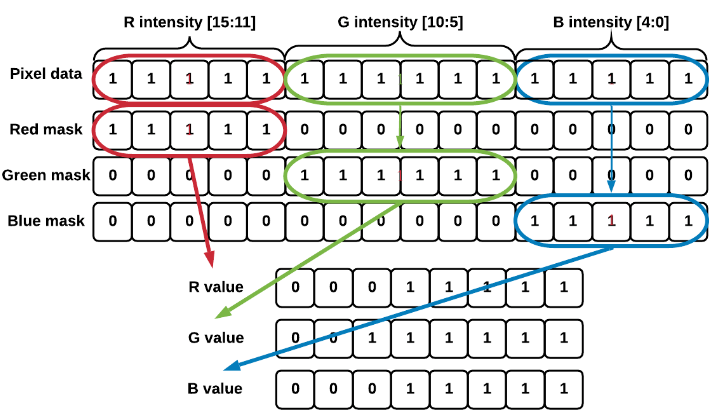 R intensity [15:11] G intensity [10:5] B intensity [4:0]
Pixel data 1 1 1 1 1 1 1 1 1 1 1 1 1 1 1 1
Red mask 1 1 1 1 1 0 0 0 0 0 0 0 0 0 0 0
Green mask 0 0 0 0 0 1 1 1 1 1 1 0 0 0 0 0
Blue mask 0 0 0 0 0 0 0 0 0 0 0 1 1 1 1 1
R value 0 0 0 1 1 1 1 1
G value 0 0 1 1 1 1 1 1
B value 0 0 0 1 1 1 1 1